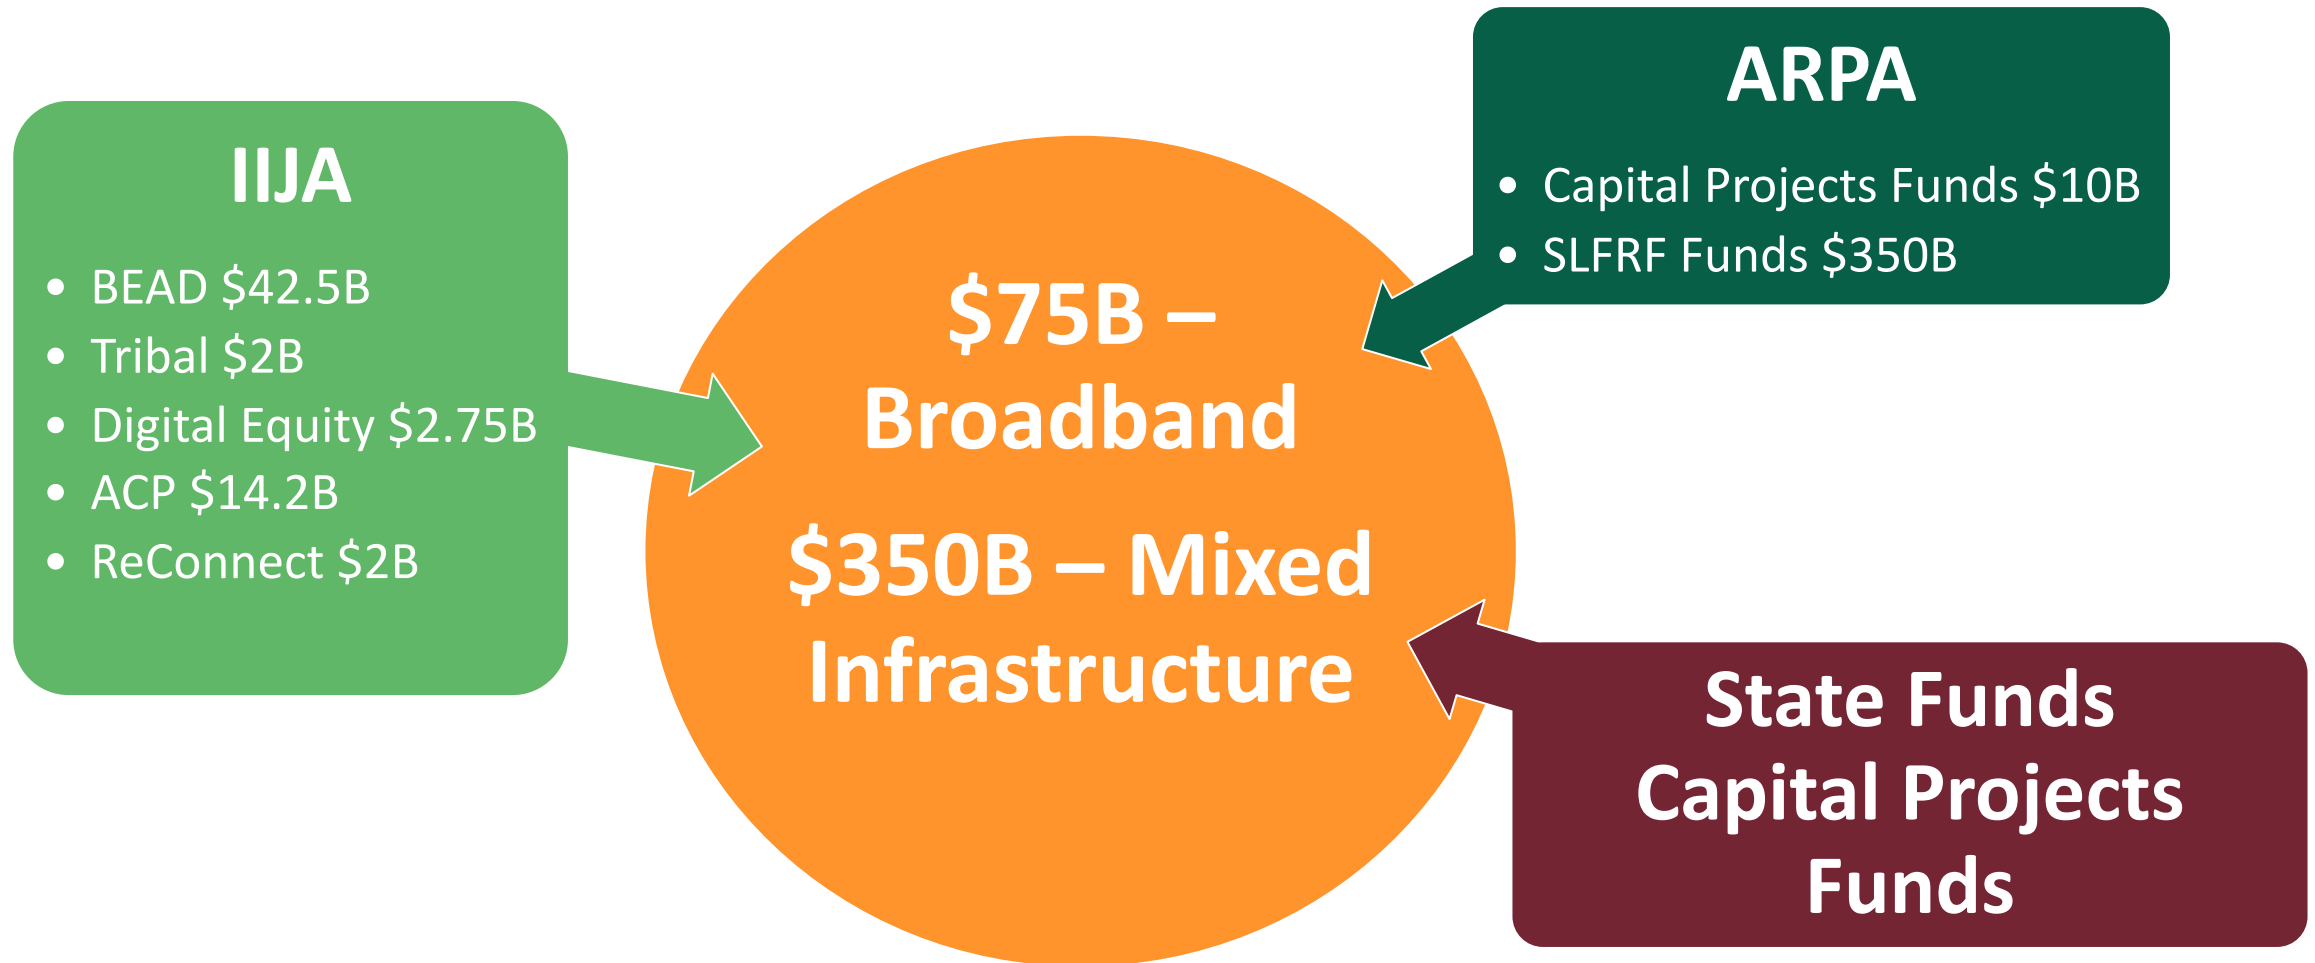 IIJA
• BEAD $42.5B
• Tribal $2B
• Digital Equity $2.75B
• ACP $14.2B
• ReConnect $2B
$75B –
Broadband
$350B – Mixed
Infrastructure
ARPA
• Capital Projects Funds $10B
• SLFRF Funds $350B
State Funds
Capital Projects
Funds